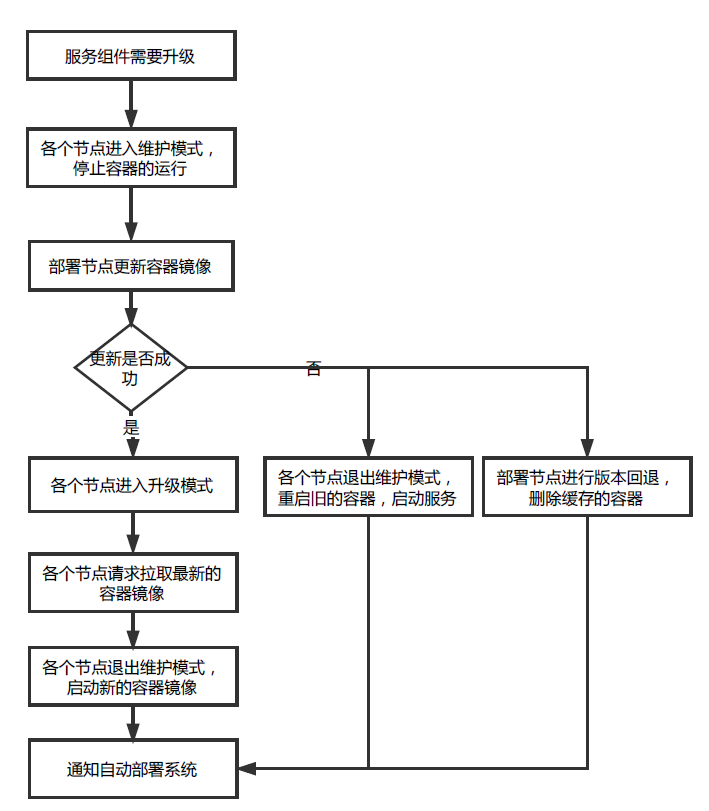 服务组件需要升级
各个节点进入维护模式，
停止容器的运行
部署节点更新容器镜像
更新是否成
功
否
是
各个节点进入升级模式
各个节点退出维护模式，
重启旧的容器，启动服务
部署节点进行版本回退，
删除缓存的容器
各个节点请求拉取最新的
容器镜像
各个节点退出维护模式，
启动新的容器镜像
通知自动部署系统